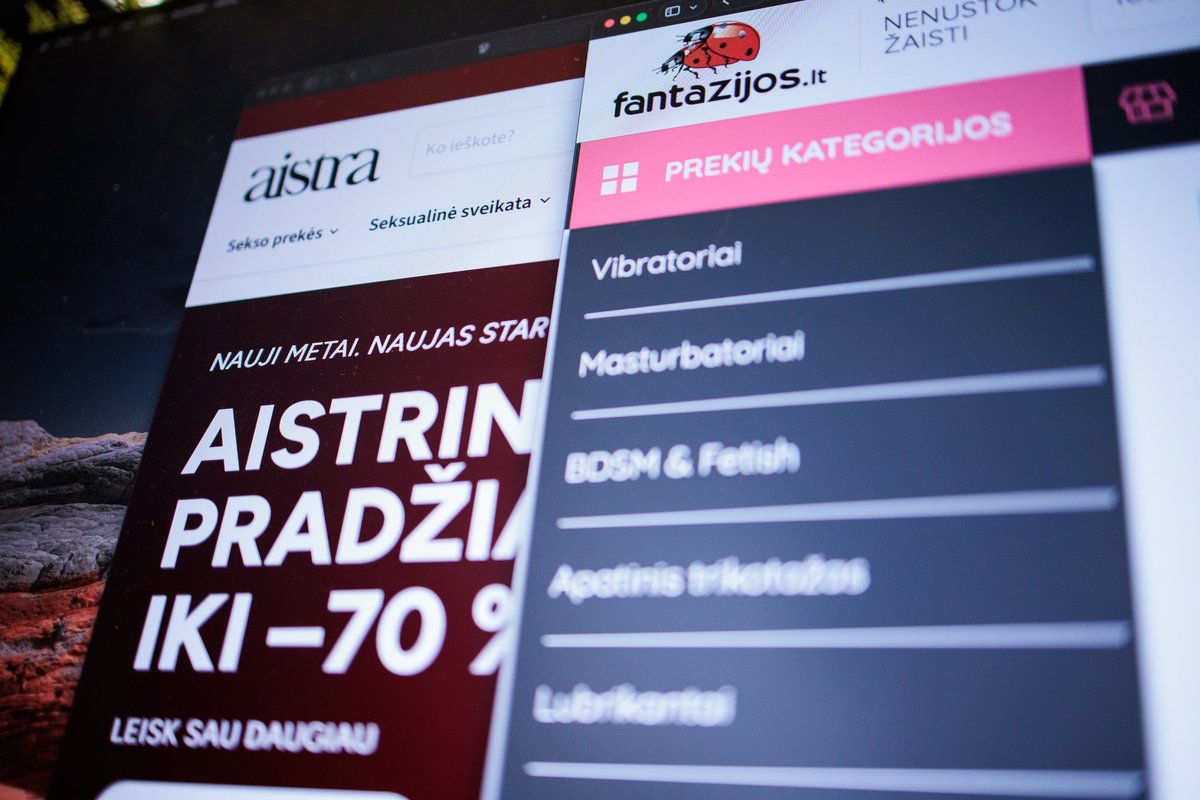 aistra
Ko ieškote?
Sekso prekės
Seksualinė sveikata
NAUJI METAI. NAUJAS STAR
AISTRIN
PRADŽIA
IKI –70 %
LEISK SAU DAUGIAU
fantazijos.lt
NENUSTOK
ŽAISTI
PREKIŲ KATEGORIJOS
Vibratoriai
Masturbatoriai
BDSM & Fetish
Apatinis trikotažas
Lubrikantai